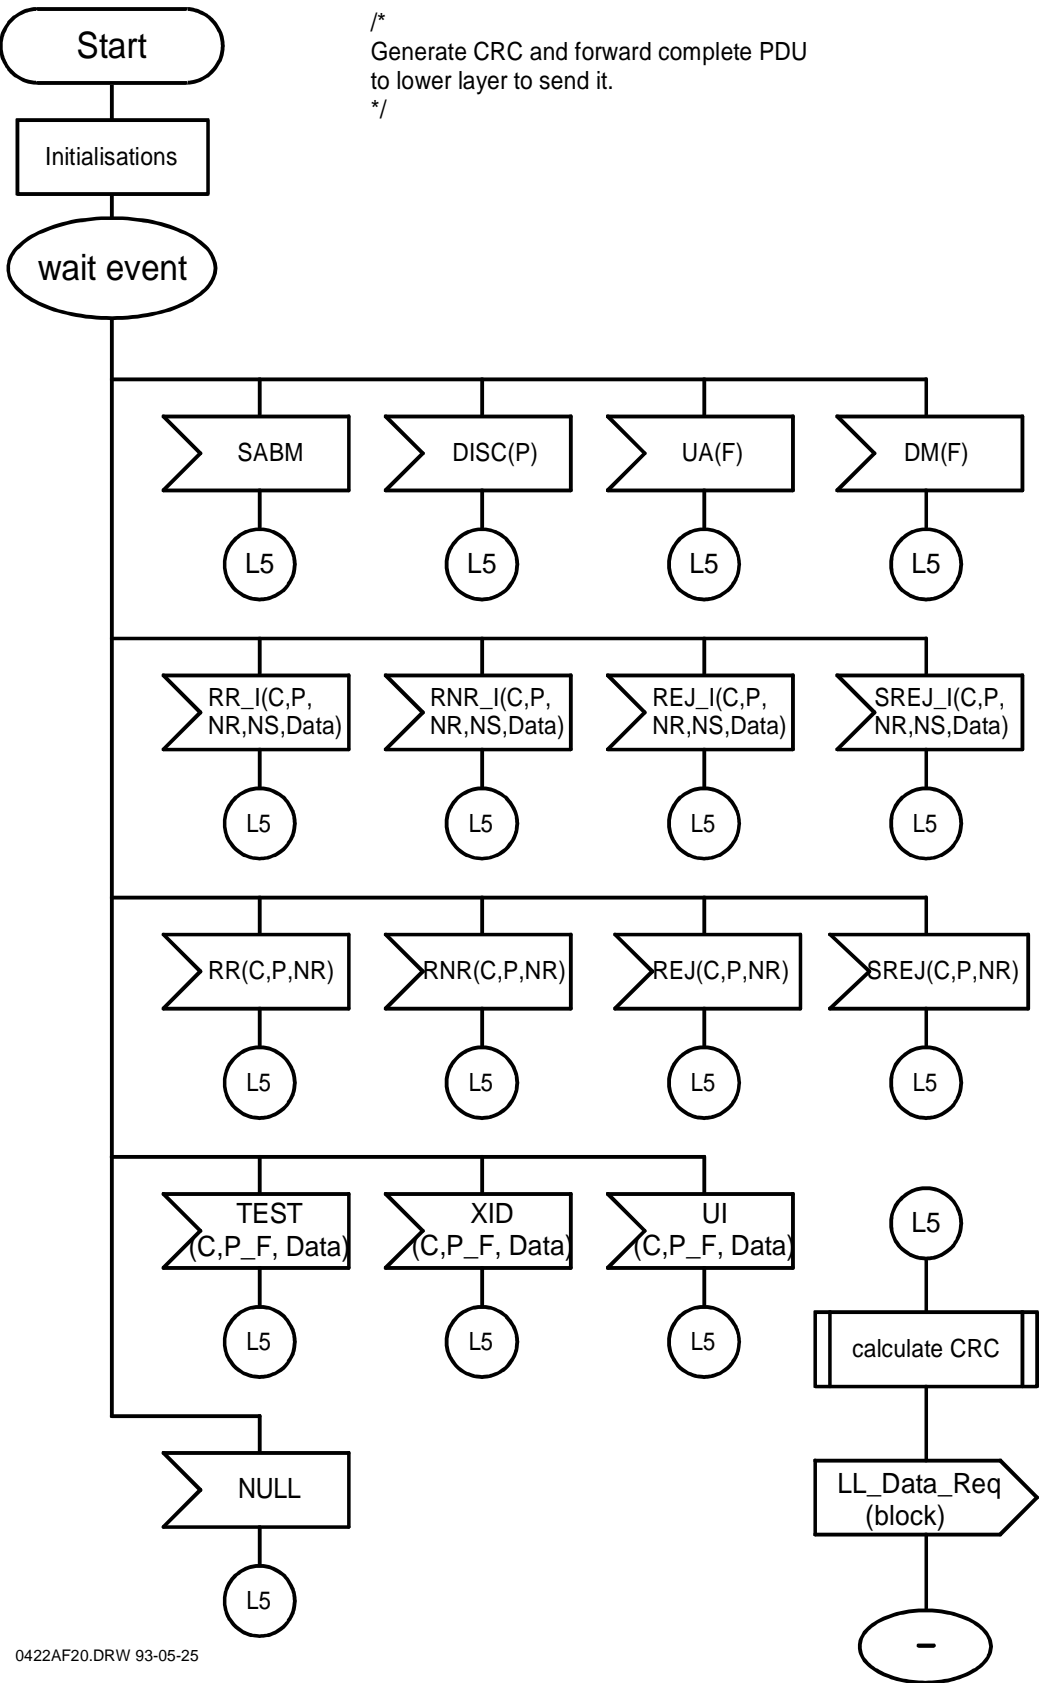 Start
/*
Generate CRC and forward complete PDU
to lower layer to send it.
*/
Initialisations
wait event
SABM
DISC(P)
UA(F)
DM(F)
L5
L5
L5
L5
RR_I(C,P,
NR,NS,Data)
RNR_I(C,P,
NR,NS,Data)
REJ_I(C,P,
NR,NS,Data)
SREJ_I(C,P,
NR,NS,Data)
L5
L5
L5
L5
RR(C,P,NR)
RNR(C,P,NR)
REJ(C,P,NR)
SREJ(C,P,NR)
L5
L5
L5
L5
TEST
(C,P_F, Data)
XID
(C,P_F, Data)
UI
(C,P_F, Data)
L5
L5
L5
L5
calculate CRC
NULL
LL_Data_Req
(block)
L5
–
0422AF20.DRW 93-05-25